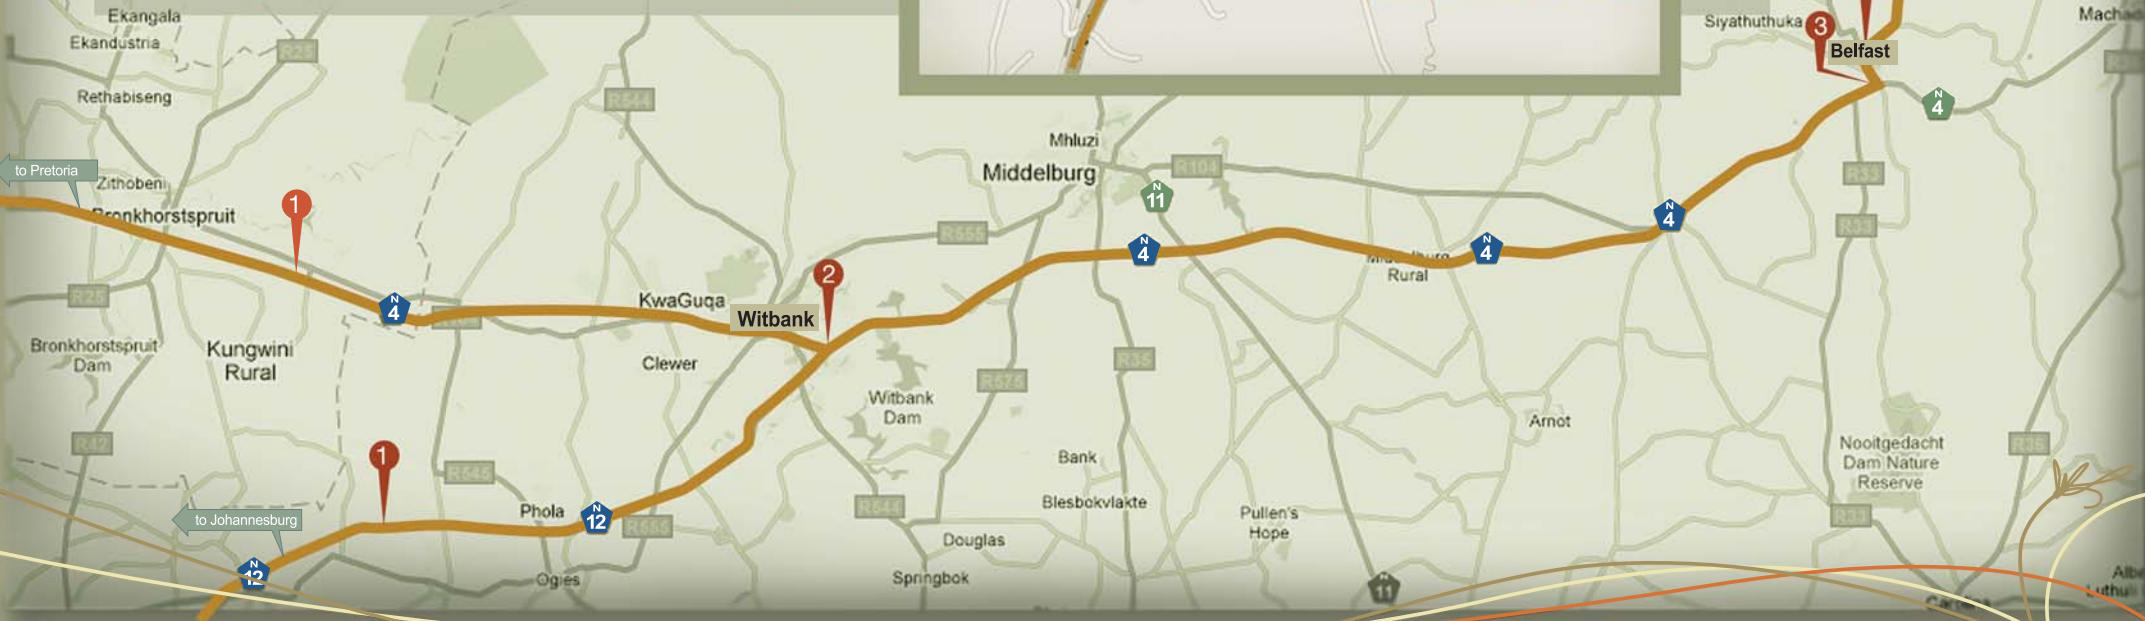 Ekangala
Ekandustria
R25
Rethabiseng
to Pretoria
Zithobeni
Bronkhorstspruit
1
N
4
R25
Bronkhorstspruit
Dam
Kungwini
Rural
R42
1
to Johannesburg
N
12
R545
Phola
N
12
R555
Ogies
R544
KwaGuqa
Witbank
2
Clewer
Witbank
Dam
R544
Douglas
Springbok
R555
R575
Mhluzi
Middelburg
R104
N
11
N
4
R35
Bank
Blesbokvlakte
Pullen's
Hope
N
11
Rural
N
4
Arnot
N
4
Siyathuthuka
3
Belfast
N
4
R33
R33
Nooitgedacht
Dam Nature
Reserve
R33
R36
Carolina